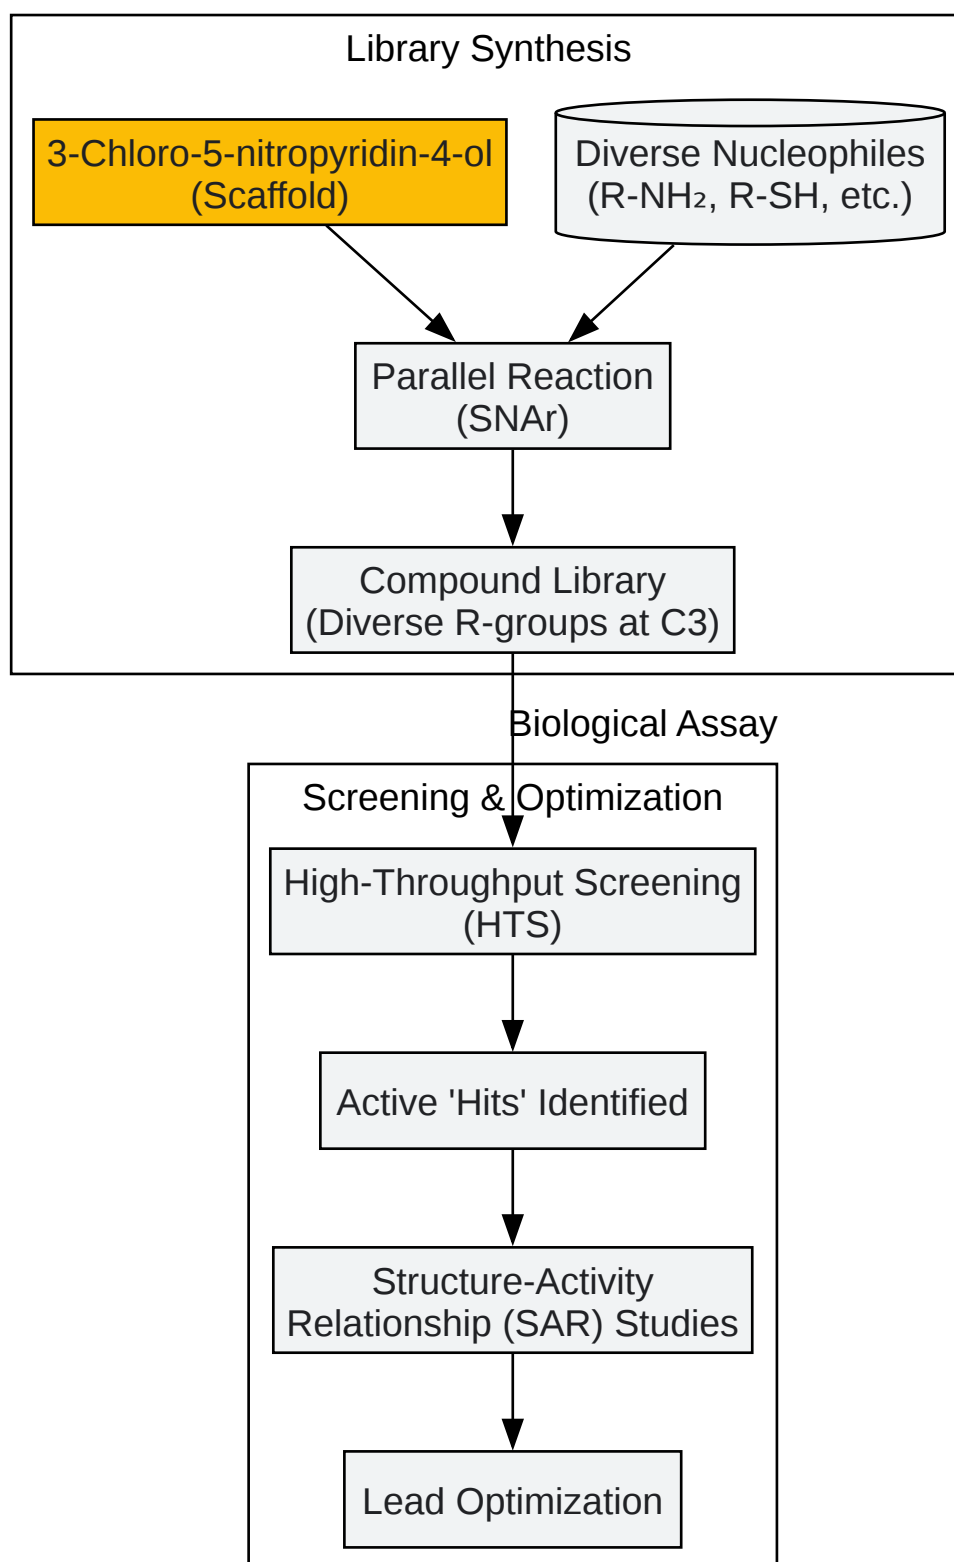 Library Synthesis
3-Chloro-5-nitropyridin-4-ol
(Scaffold)
Diverse Nucleophiles
(R-NH₂, R-SH, etc.)
Parallel Reaction
(SNAr)
Compound Library
(Diverse R-groups at C3)
Biological Assay
Screening & Optimization
High-Throughput Screening
(HTS)
Active 'Hits' Identified
Structure-Activity
Relationship (SAR) Studies
Lead Optimization